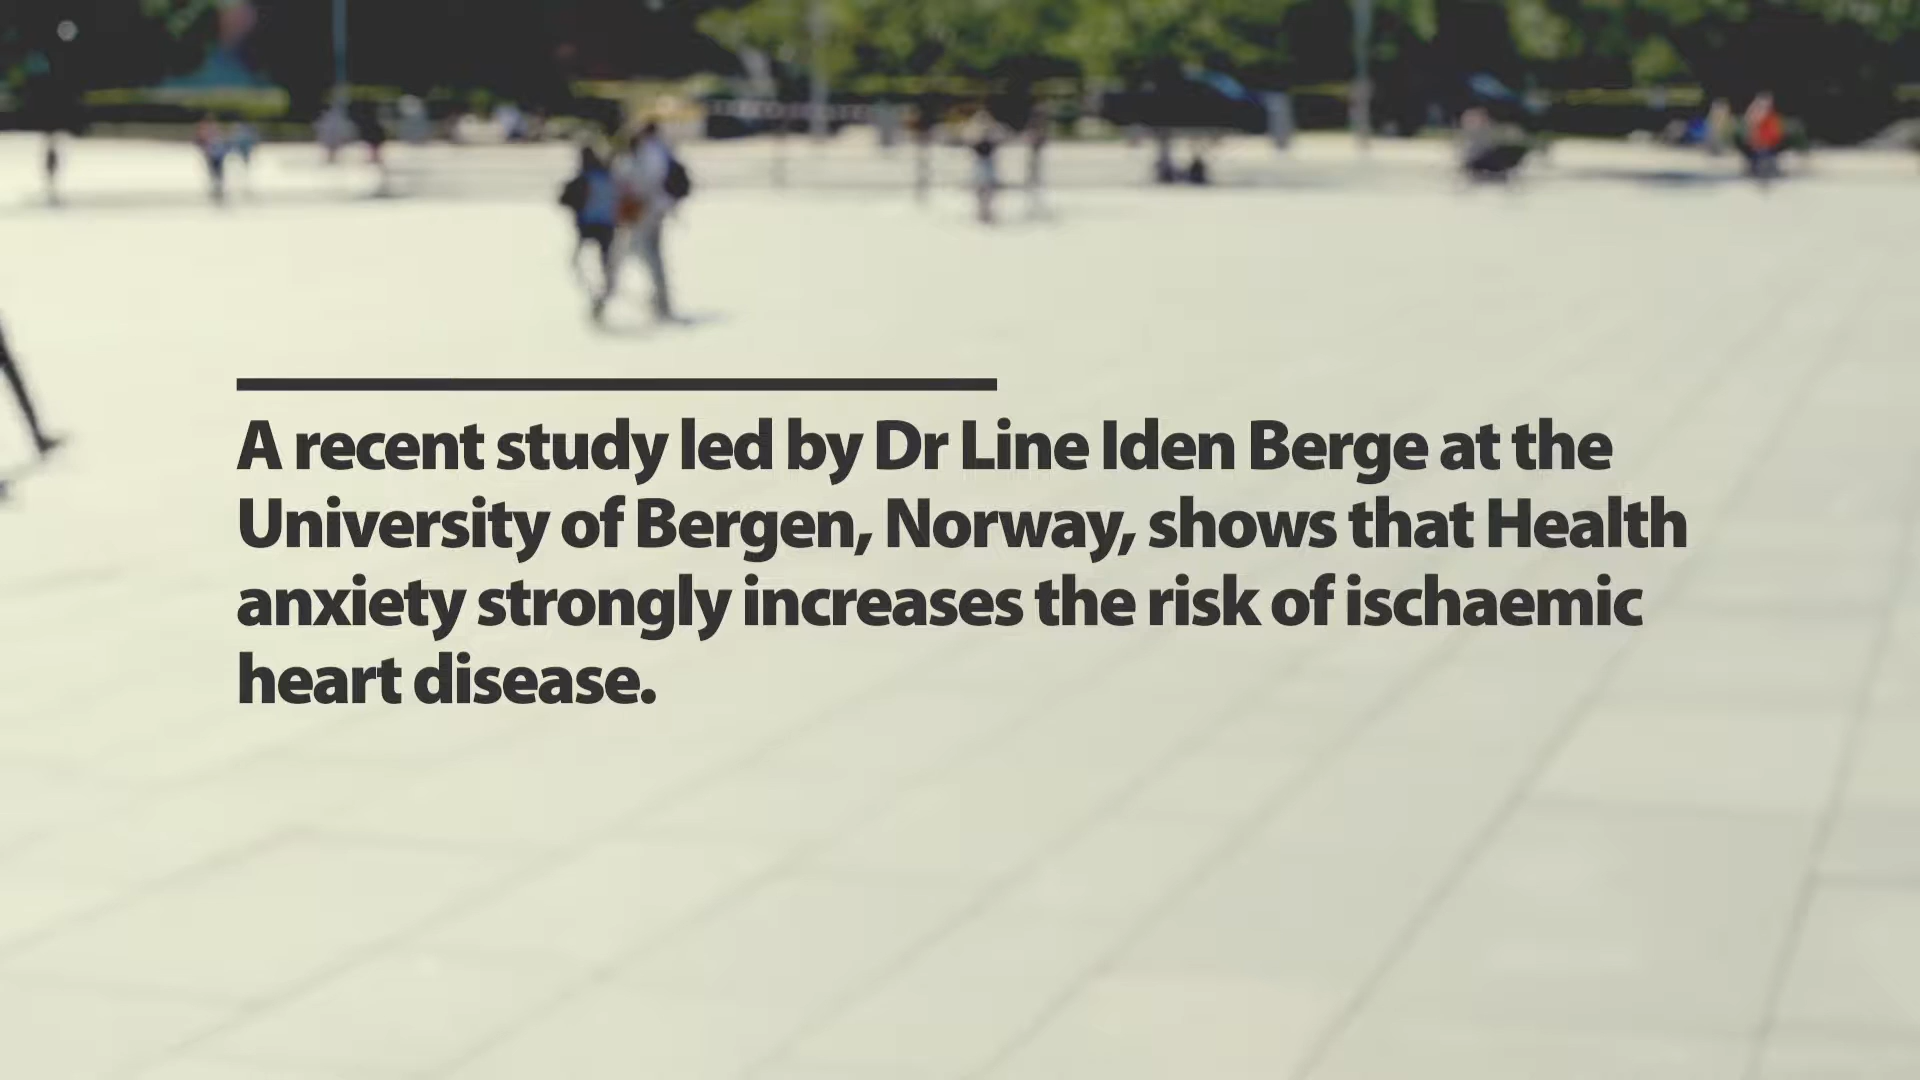 A recent study led by Dr Line Iden Berge at the
University of Bergen, Norway, shows that Health
anxiety strongly increases the risk of ischaemic
heart disease.